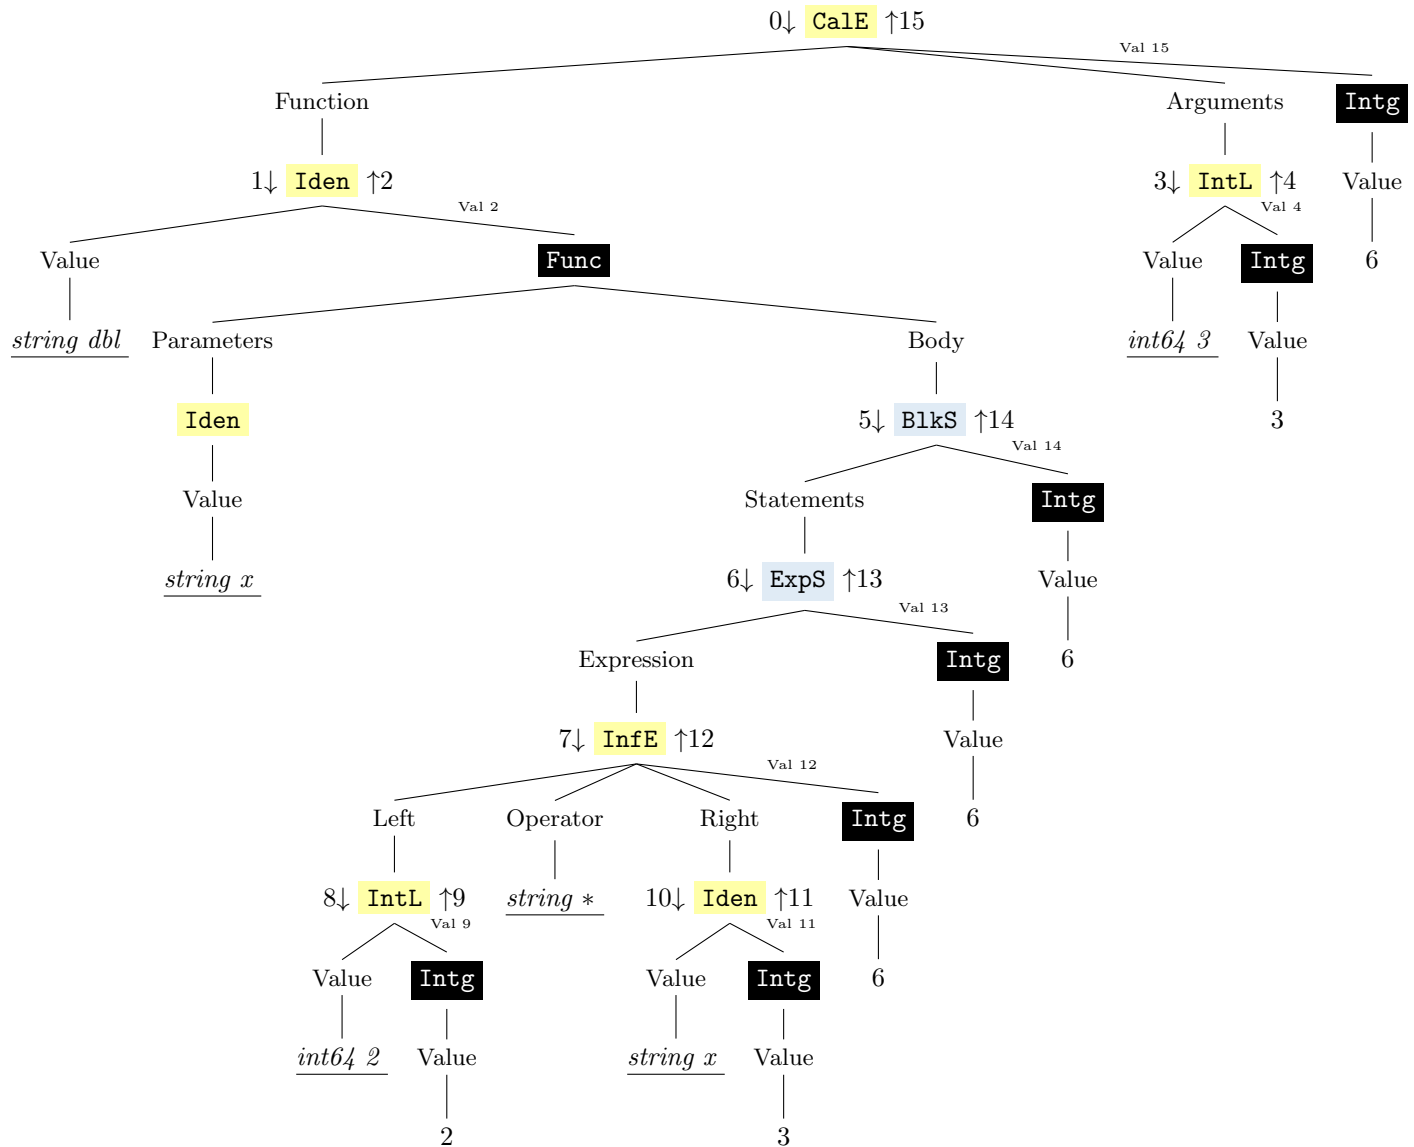 0↓ CalE ↑15
Val 15
Function Arguments Intg
1↓ Iden ↑2 3↓ IntL ↑4 Value
Val 2 Val 4
Value Func Value Intg 6
string dbl Parameters Body int64 3 Value
Iden 5↓ BlkS ↑14 3
Val 14
Value Statements Intg
string x 6↓ ExpS ↑13 Value
Val 13
Expression Intg 6
7↓ InfE ↑12 Value
Val 12
Left Operator Right Intg 6
8↓ IntL ↑9 string * 10↓ Iden ↑11 Value
Val 9 Val 11
Value Intg Value Intg 6
int64 2 Value string x Value
2 3